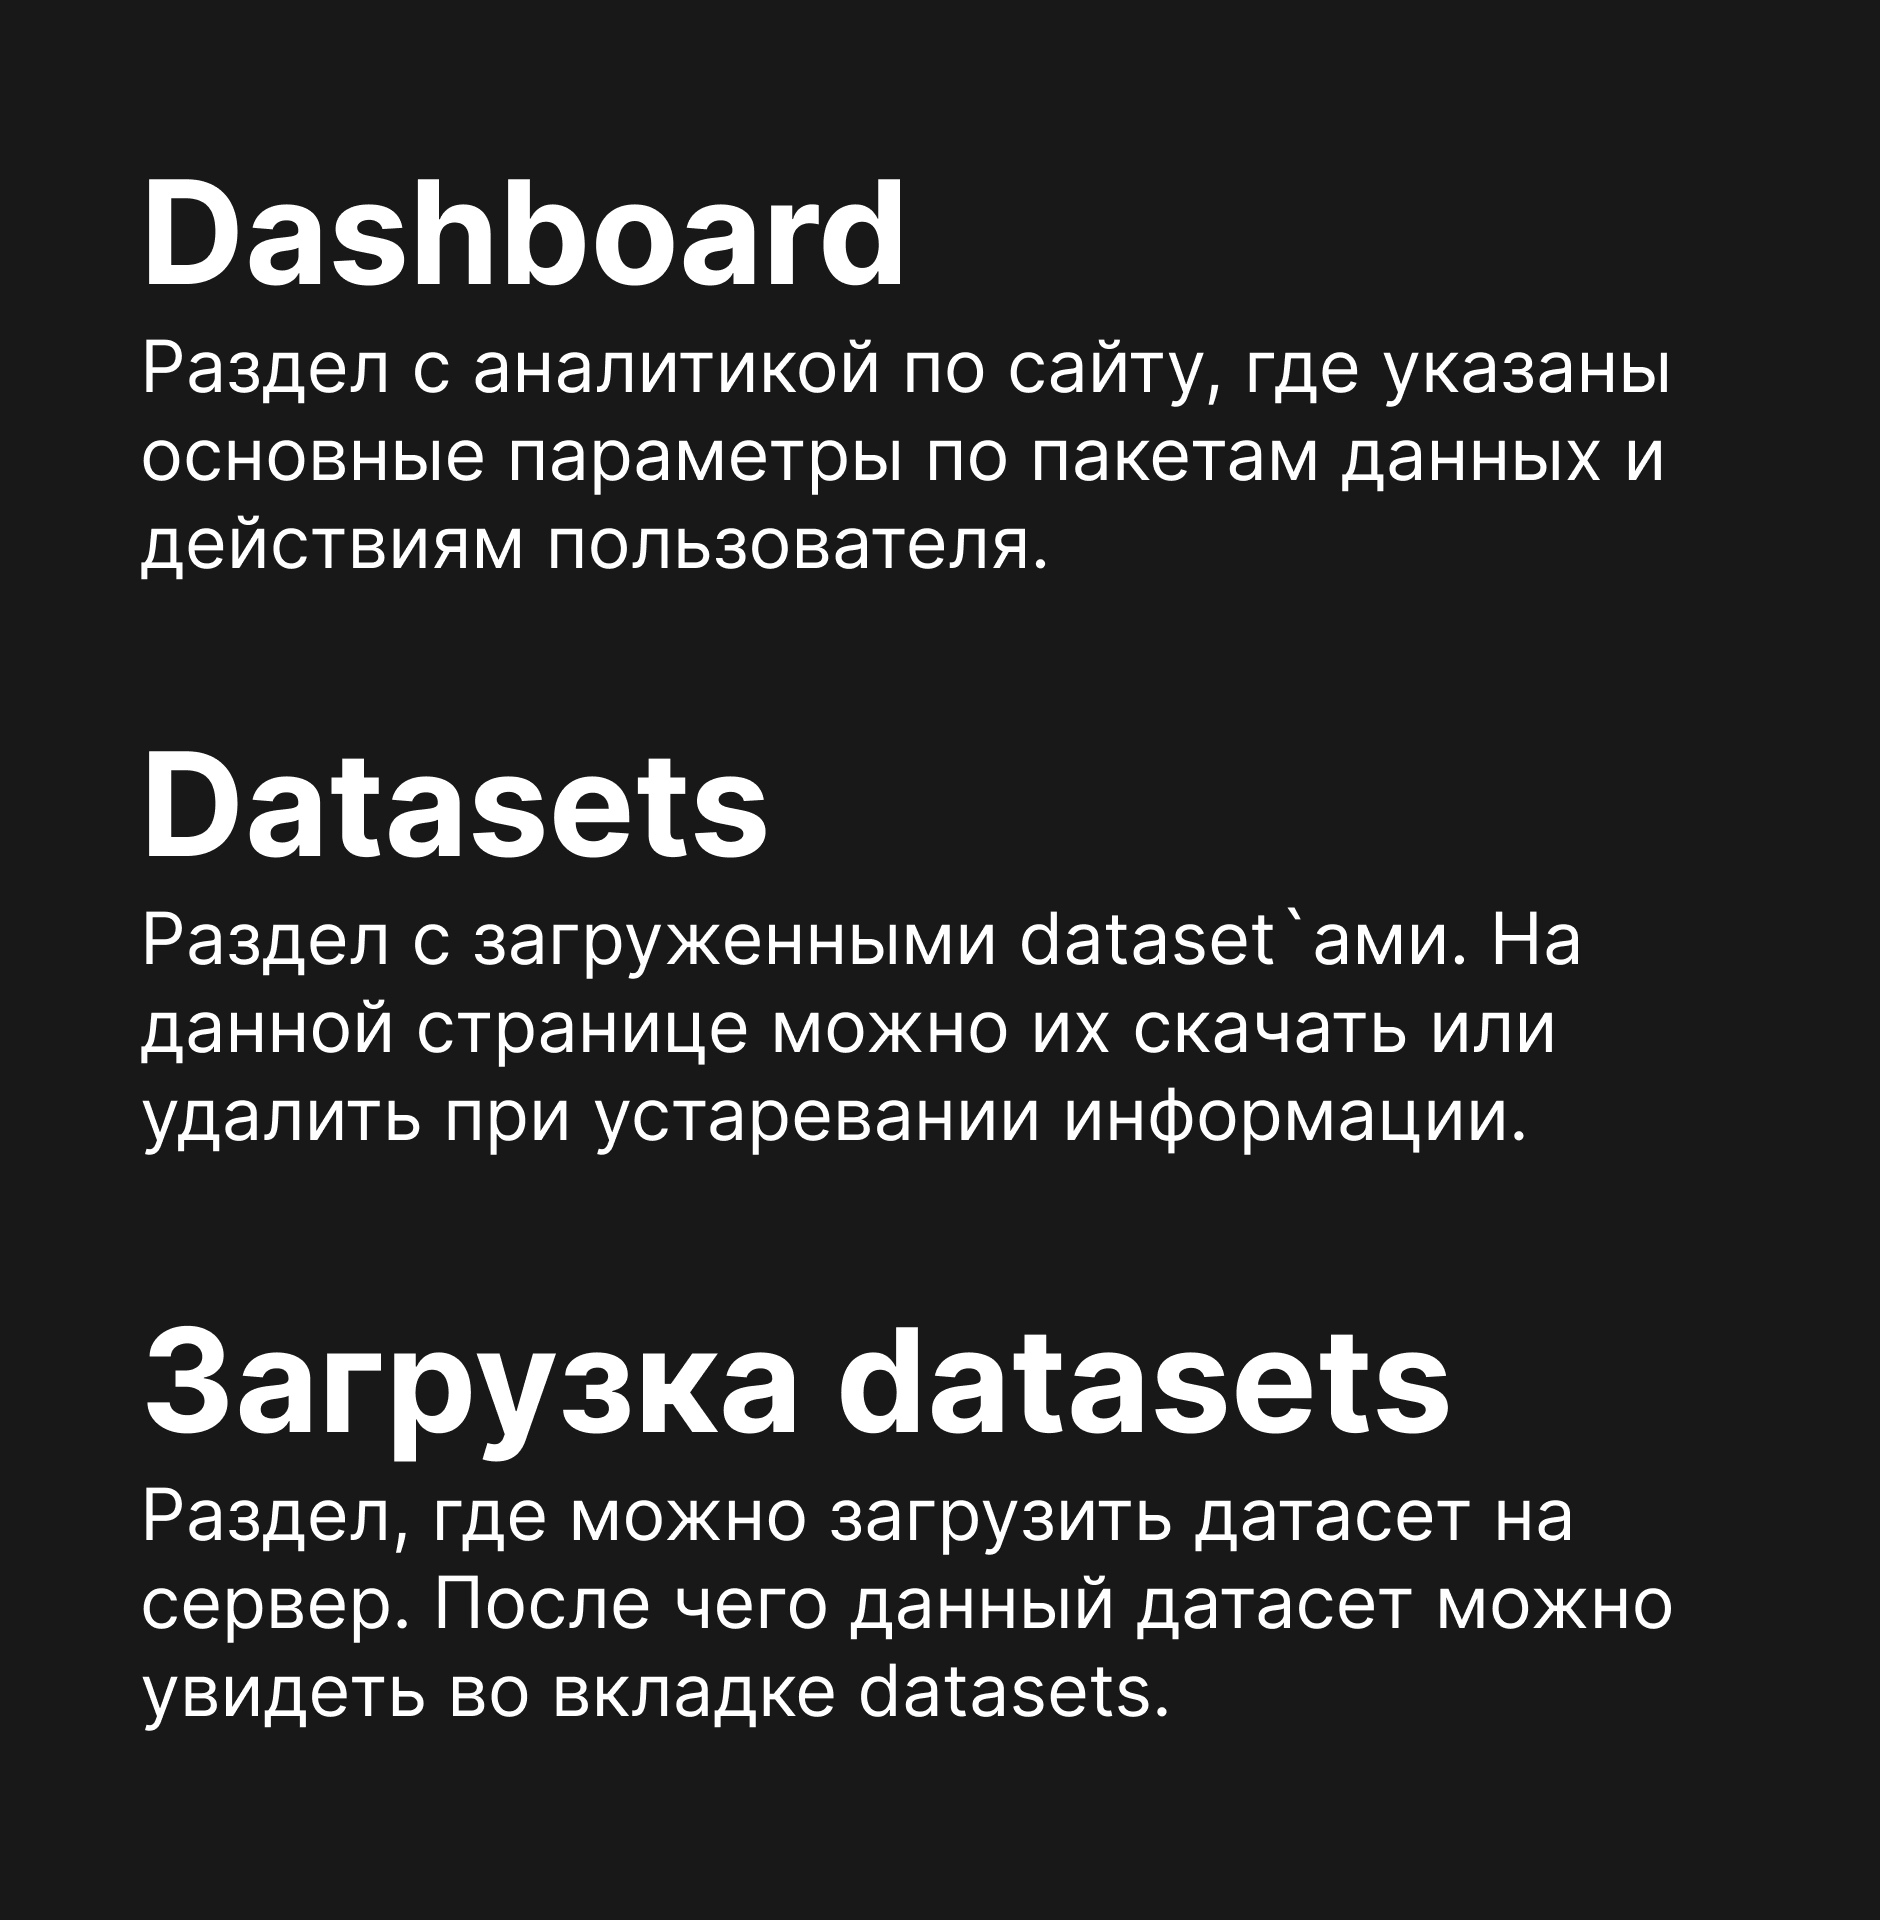 Dashboard
Раздел с аналитикой по сайту, где указаны
основные параметры по пакетам данных и
действиям пользователя.
Datasets
Раздел с загруженными dataset`ами. На
данной странице можно их скачать или
удалить при устаревании информации.
Загрузка datasets
Раздел, где можно загрузить датасет на
сервер. После чего данный датасет можно
увидеть во вкладке datasets.